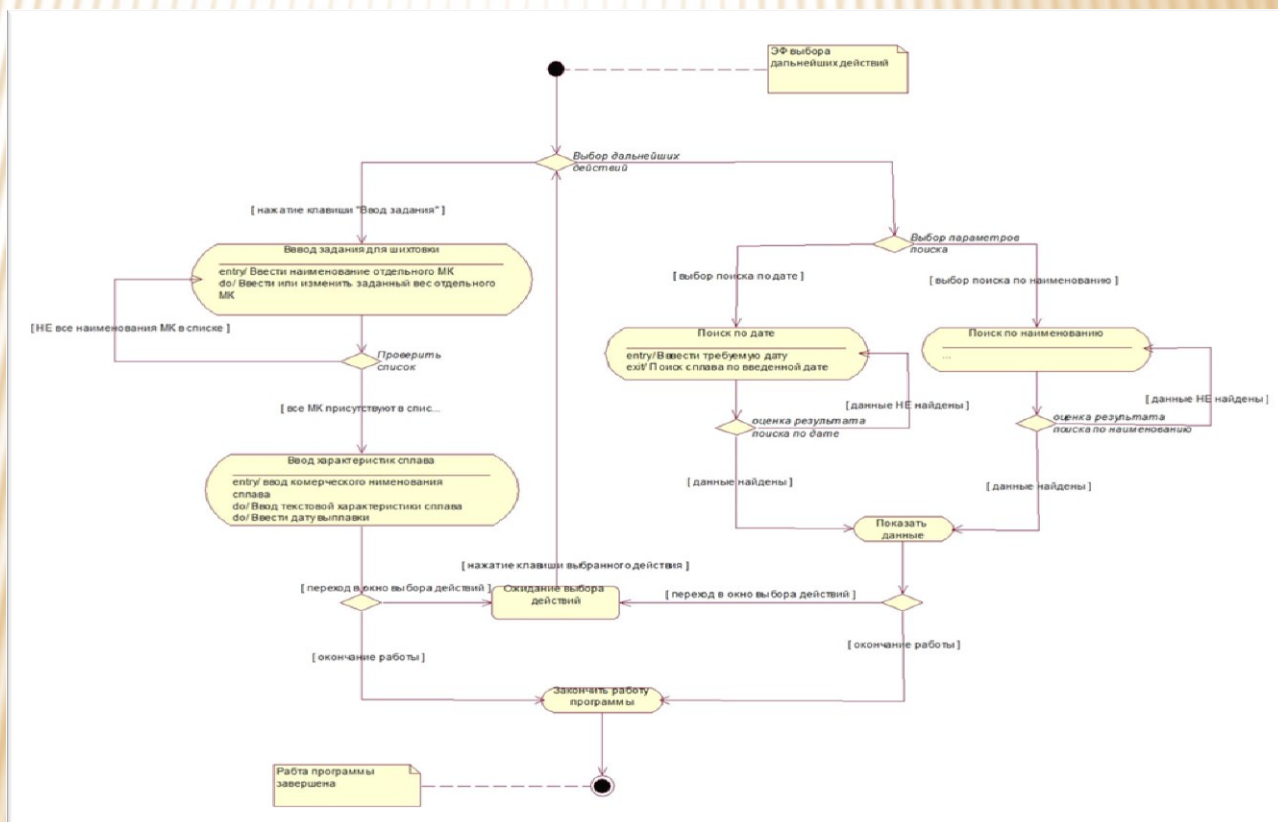 ЭФ выбора
дальнейших действий
Выбор дальнейших
действий
[ нажатие клавиши "Ввод задания" ]
Выбор параметров
поиска
Ввод задания для шихтовки
entry/ Ввести наименование отдельного МК
do/ Ввести или изменить заданный вес отдельного
МК
[ выбор поиска по дате ]
[ выбор поиска по наименованию ]
[ НЕ все наименования МК в списке ]
Проверить
список
Поиск по дате
entry/ Ввести требуемую дату
exit/ Поиск сплава по введенной дате
Поиск по наименованию
...
[ все МК присутствуют в спис...
[ данные НЕ найдены ]
[ данные НЕ найдены ]
оценка результата
поиска по дате
оценка результата
поиска по наименованию
Ввод характеристик сплава
entry/ ввод комерческого нименования
сплава
do/ Ввод текстовой характеристики сплава
do/ Ввести дату выплавки
[ данные найдены ]
[ данные найдены ]
Показать
данные
[ нажатие клавиши выбранного действия ]
[ переход в окно выбора действий ]
Ожидание выбора
действий
[ переход в окно выбора действий ]
[ окончание работы ]
[ окончание работы ]
Закончить работу
программы
Рабта программы
завершена